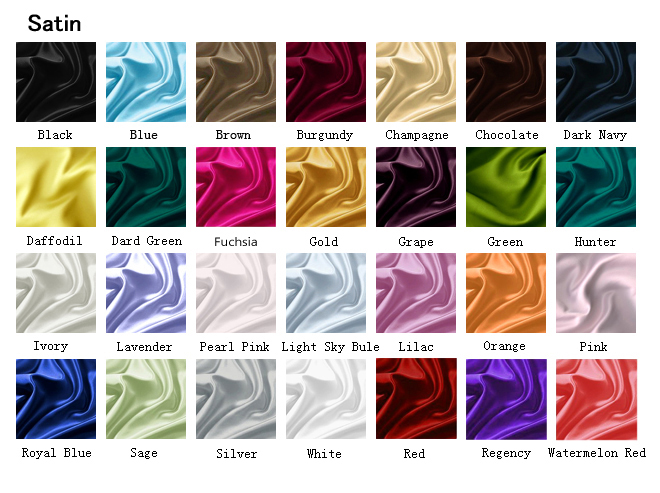 Satin
Black Blue Brown Burgundy Champagne Chocolate Dark Navy
Daffodil Dard Green Fuchsia Gold Grape Green Hunter
Ivory Lavender Pearl Pink Light Sky Bule Lilac Orange Pink
Royal Blue Sage Silver White Red Regency Watermelon Red